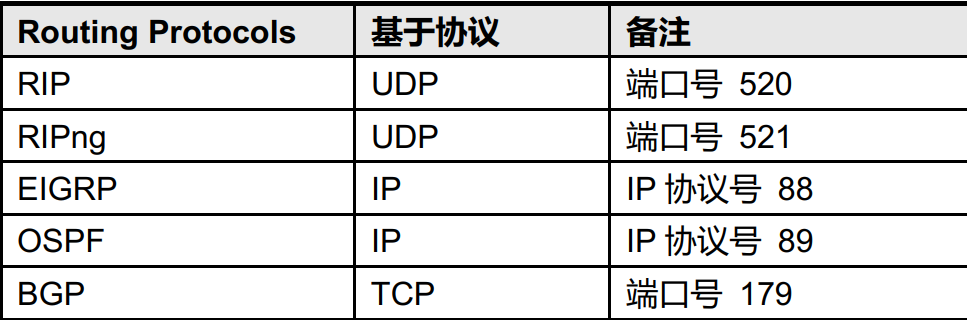 Routing Protocols 基于协议 备注
RIP UDP 端口号 520
RIPng UDP 端口号 521
EIGRP IP IP 协议号 88
OSPF IP IP 协议号 89
BGP TCP 端口号 179